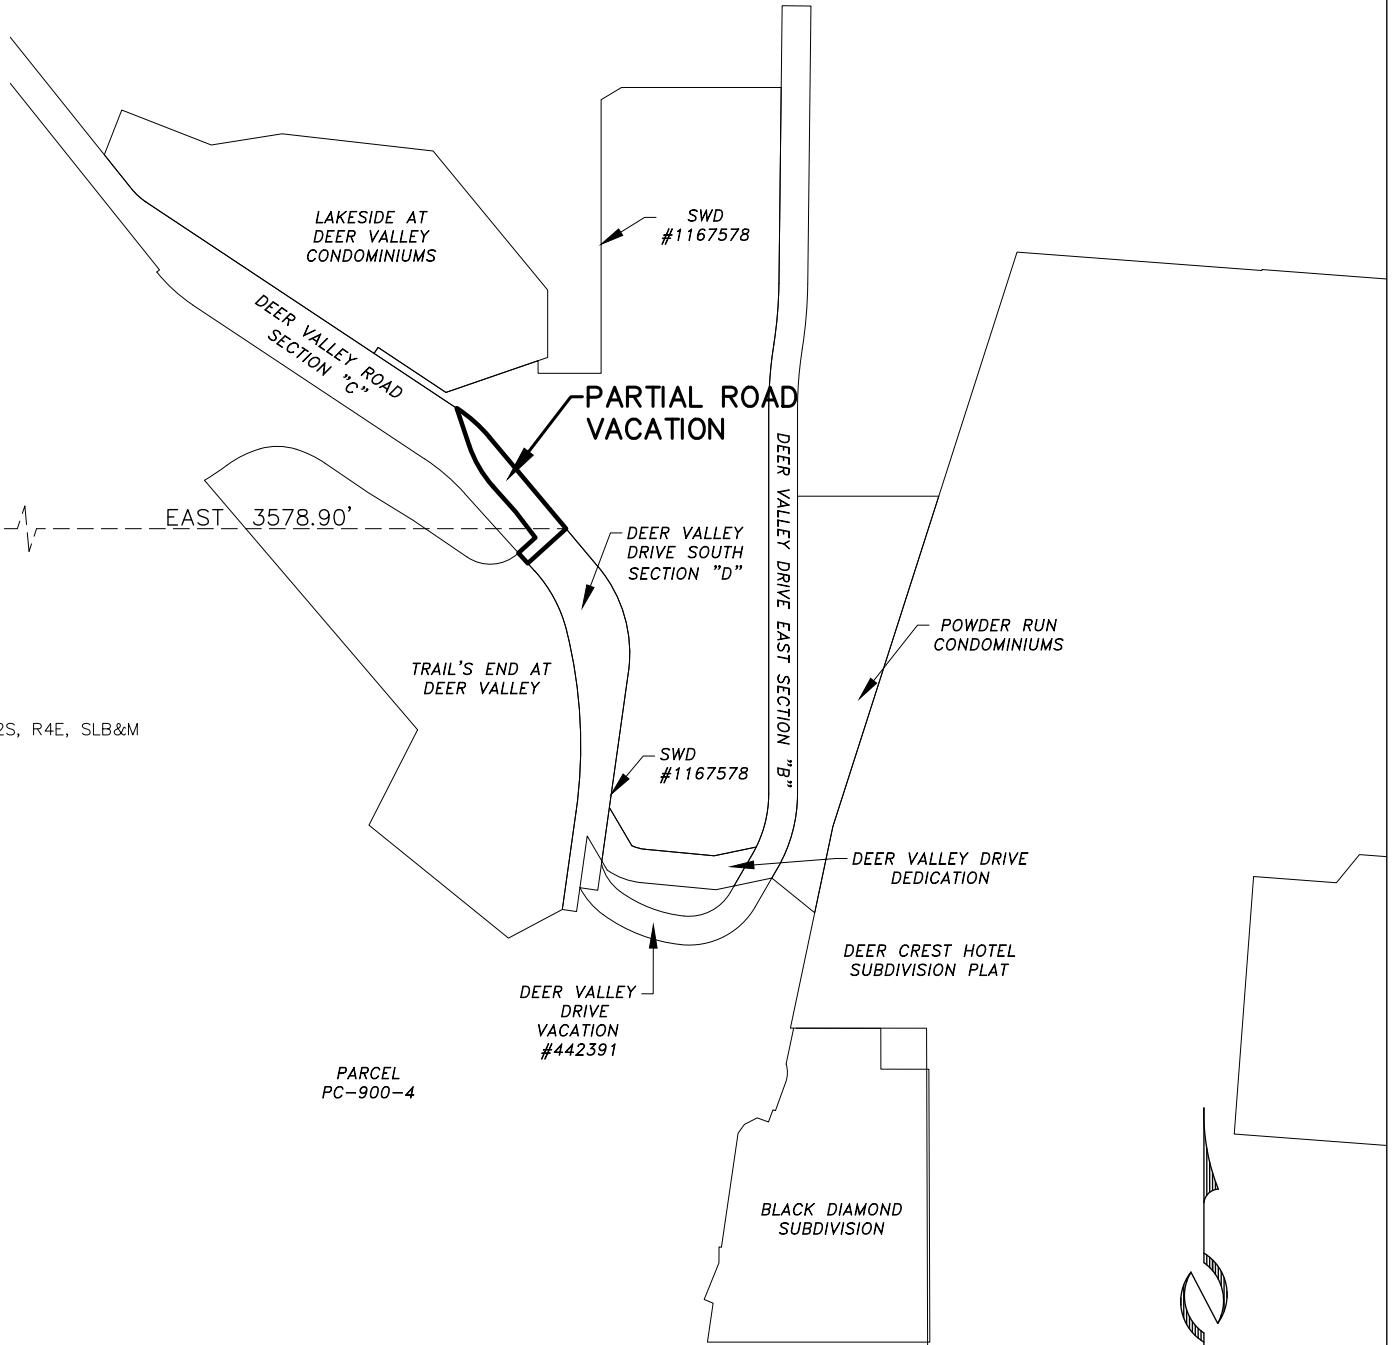 LAKESIDE AT
DEER VALLEY
CONDOMINIUMS
SWD
#1167578
DEER VALLEY ROAD
SECTION "C"
PARTIAL ROAD
VACATION
EAST 3578.90'
DEER VALLEY
DRIVE SOUTH
SECTION "D"
DEER VALLEY DRIVE EAST SECTION "B"
POWDER RUN
CONDOMINIUMS
TRAIL'S END AT
DEER VALLEY
2S, R4E, SLB&M
SWD
#1167578
DEER VALLEY DRIVE
DEDICATION
DEER CREST HOTEL
SUBDIVISION PLAT
DEER VALLEY
DRIVE
VACATION
#442391
PARCEL
PC-900-4
BLACK DIAMOND
SUBDIVISION